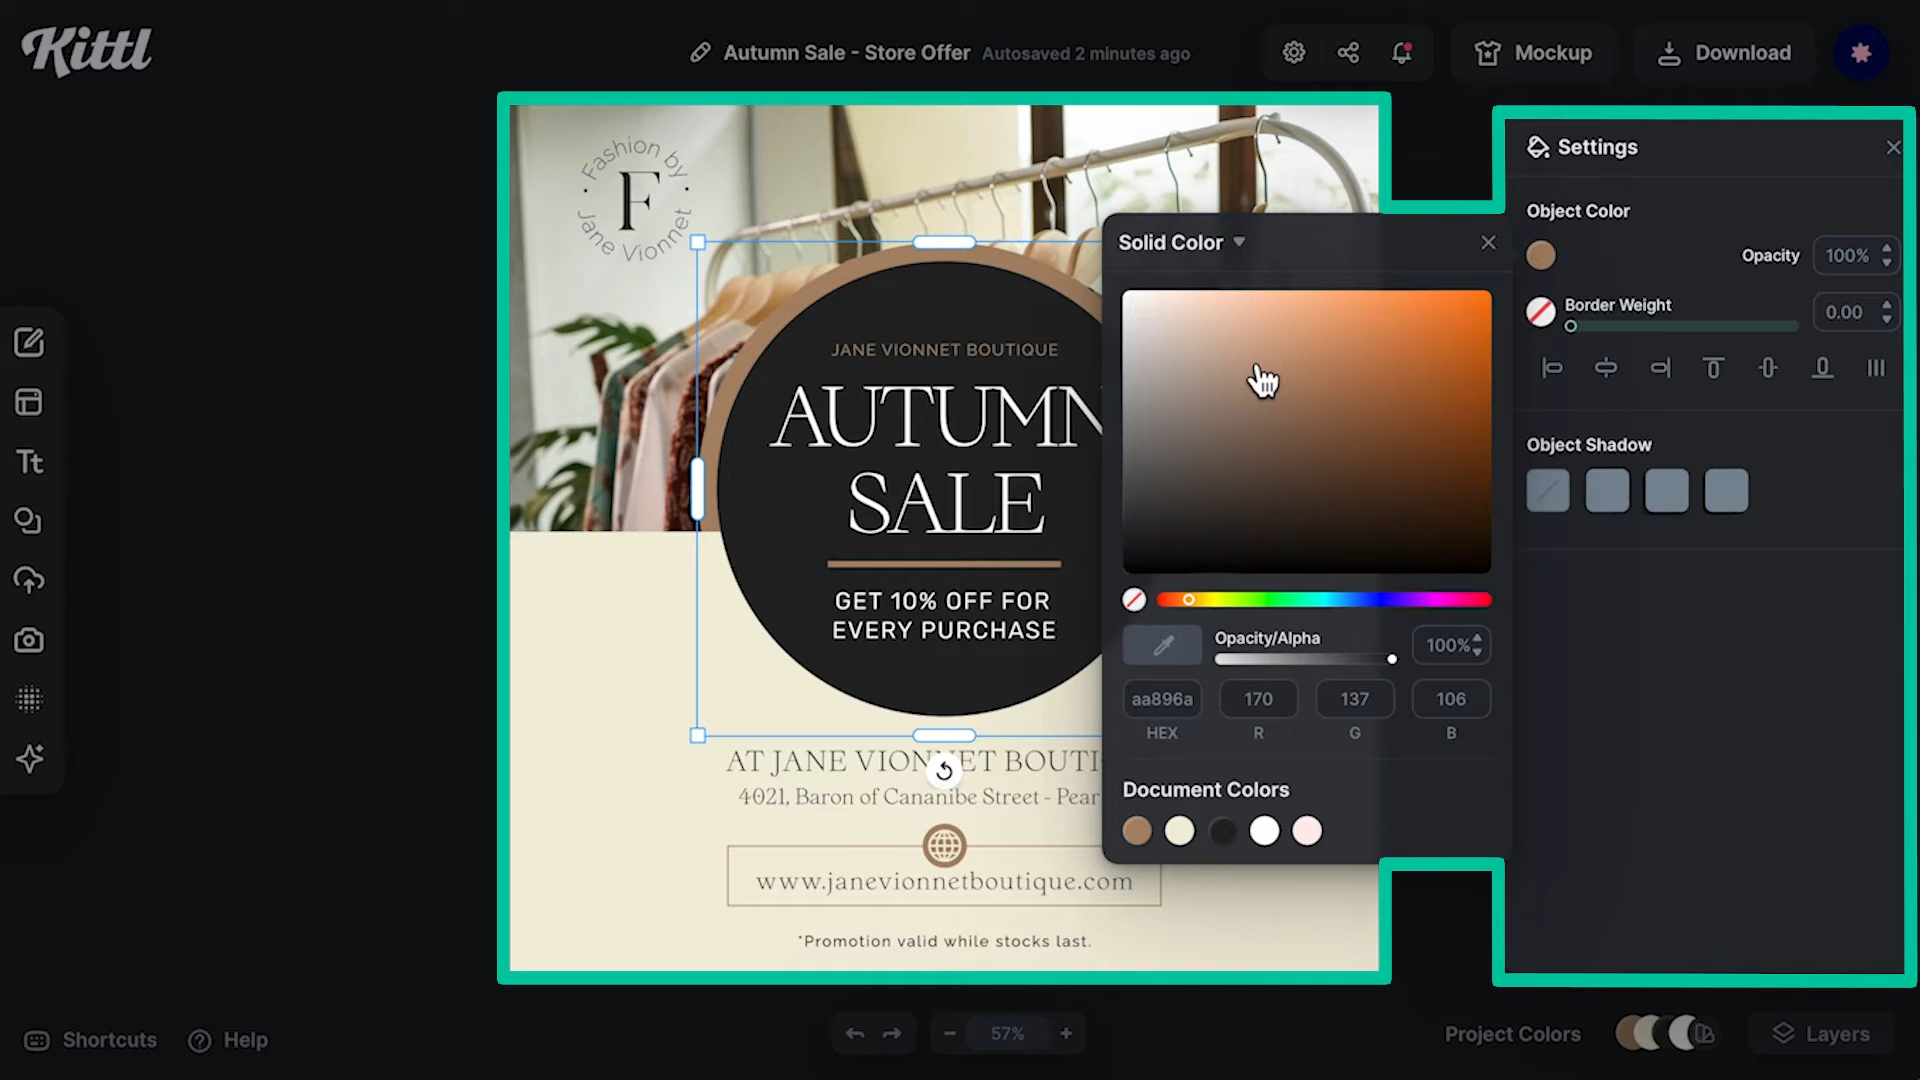 Kittl
Autumn Sale - Store Offer Autosaved 2 minutes ago
Mockup
Download
Fashion by
F
Jane Vionnet
JANE VIONNET BOUTIQUE
AUTUMN
SALE
GET 10% OFF FOR
EVERY PURCHASE
AT JANE VIONNET BOUTI
4021, Baron of Cananibe Street - Pear
www.janevionnetboutique.com
*Promotion valid while stocks last.
Solid Color
Opacity/Alpha
100%
aa896a 170 137 106
HEX R G B
Document Colors
Settings
Object Color
Opacity 100%
Border Weight 0.00
Object Shadow
Tt
Shortcuts
Help
57%
Project Colors
Layers